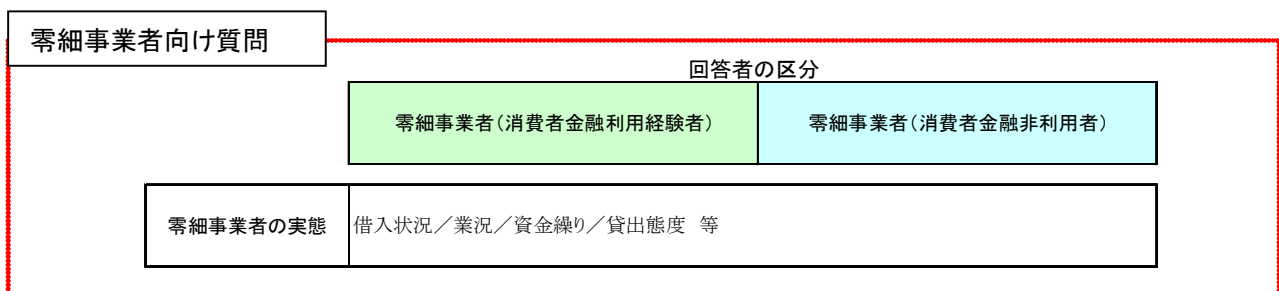 零細事業者向け質問
回答者の区分
零細事業者（消費者金融利用経験者）
零細事業者（消費者金融非利用者）
零細事業者の実態
借入状況／業況／資金繰り／貸出態度　等